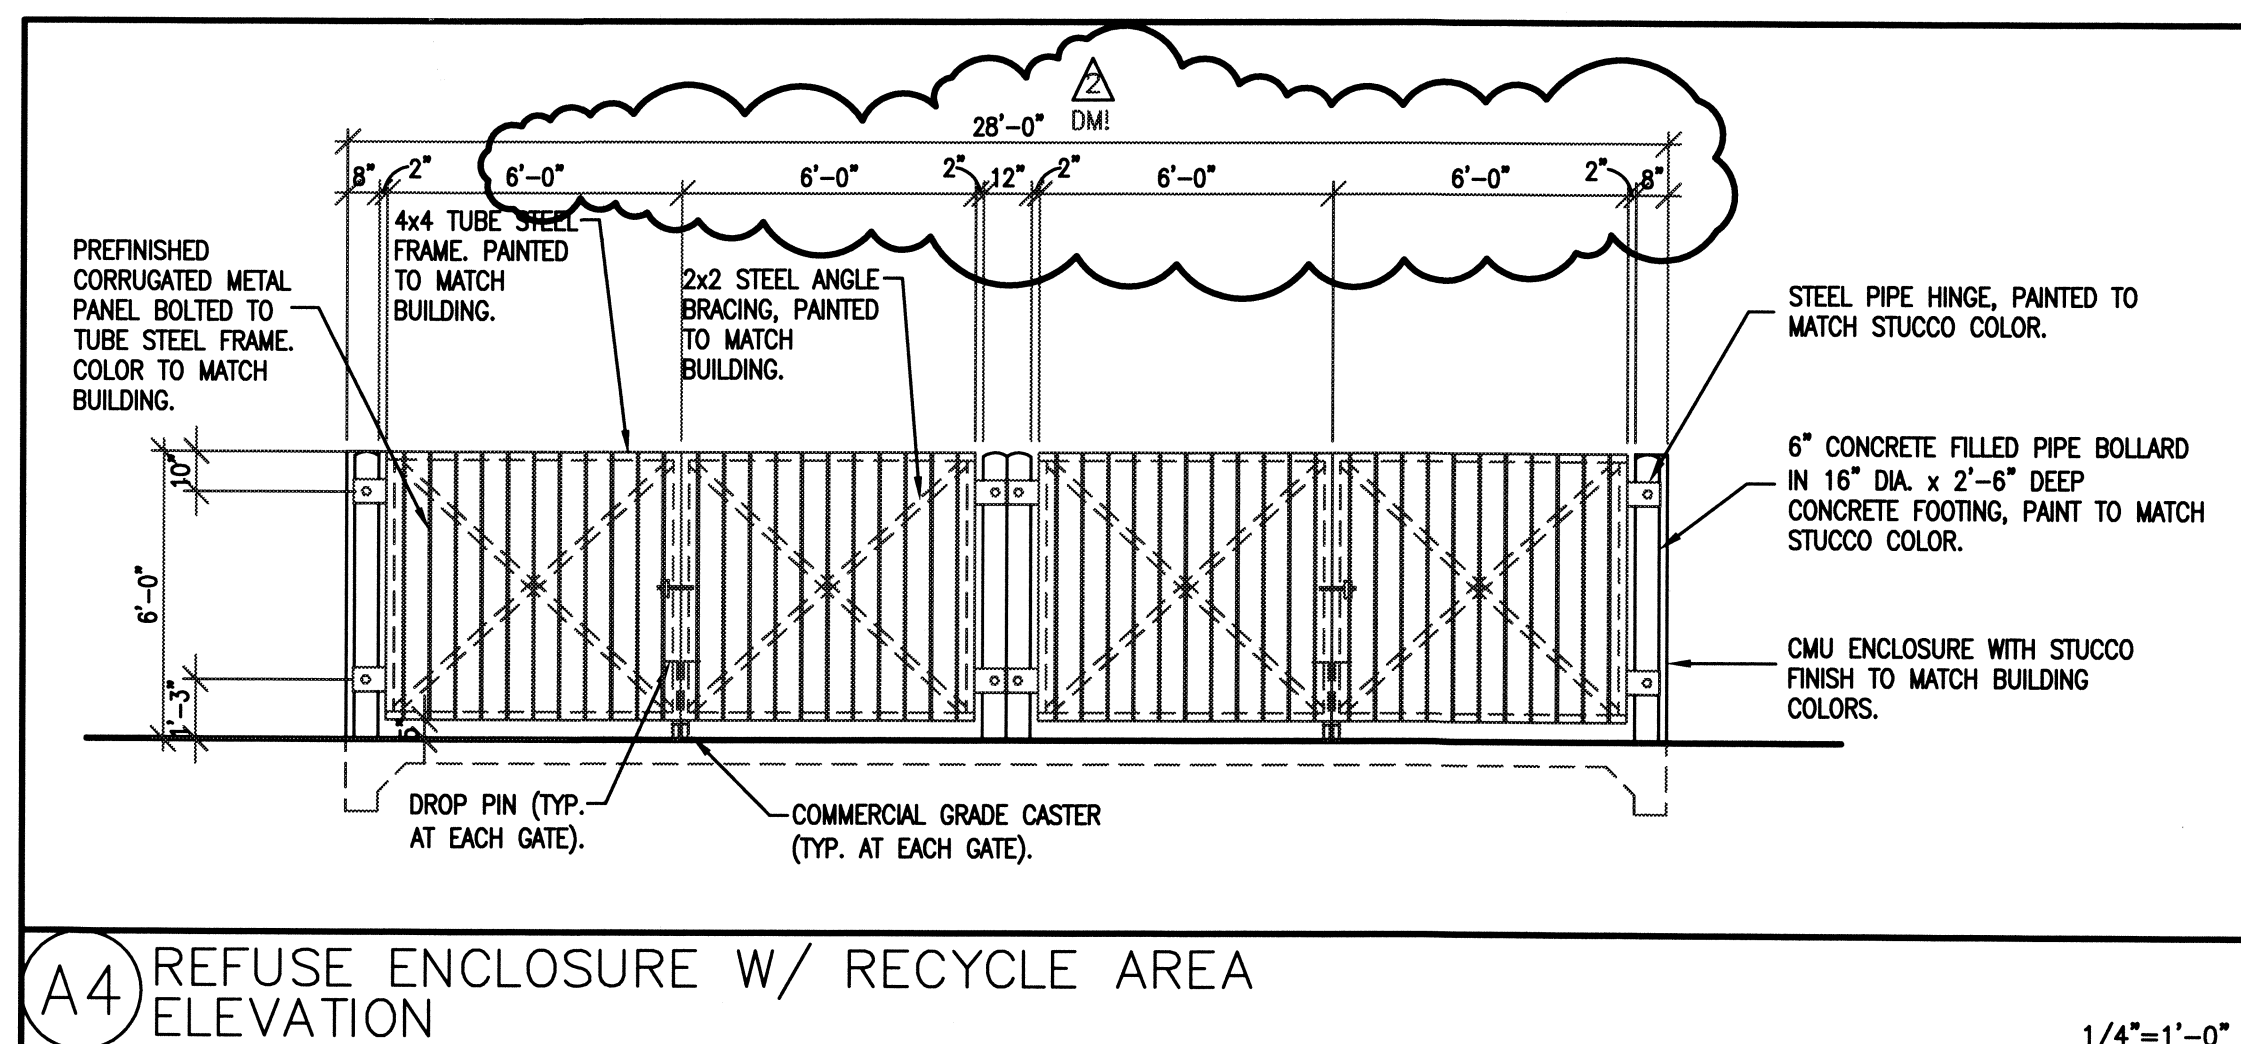 2
DM!
28'-0"
8" 2" 6'-0" 6'-0" 2" 12" 2" 6'-0" 6'-0" 2" 8"
4x4 TUBE STEEL
FRAME. PAINTED
TO MATCH
BUILDING.
PREFINISHED
CORRUGATED METAL
PANEL BOLTED TO
TUBE STEEL FRAME.
COLOR TO MATCH
BUILDING.
2x2 STEEL ANGLE
BRACING, PAINTED
TO MATCH
BUILDING.
STEEL PIPE HINGE, PAINTED TO
MATCH STUCCO COLOR.
6" CONCRETE FILLED PIPE BOLLARD
IN 16" DIA. x 2'-6" DEEP
CONCRETE FOOTING, PAINT TO MATCH
STUCCO COLOR.
CMU ENCLOSURE WITH STUCCO
FINISH TO MATCH BUILDING
COLORS.
10"
6'-0"
1'-3"
DROP PIN (TYP.
AT EACH GATE).
COMMERCIAL GRADE CASTER
(TYP. AT EACH GATE).
A4
REFUSE ENCLOSURE W/ RECYCLE AREA
ELEVATION
1/4"=1'-0"